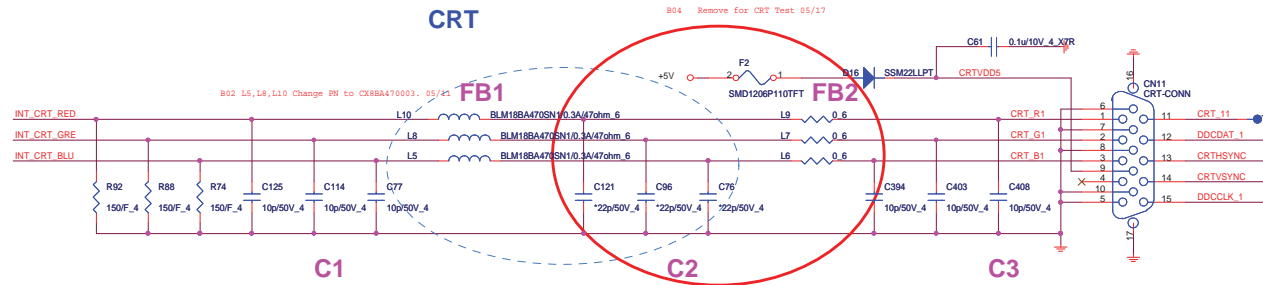 B04 Remove for CRT Test 05/17
CRT
C61 0.1u/10V_4_X7R
+5V
F2
2 1
D16 SSM22LLPT
CRTVDD5
SMD1206P110TFT
16
CN11
CRT-CONN
B02 L5,L8,L10 Change PN to CX8BA470003. 05/11
FB1
FB2
INT_CRT_RED
L10 BLM18BA470SN1/0.3A/47ohm_6
L9 0_6
CRT_R1
INT_CRT_GRE
L8 BLM18BA470SN1/0.3A/47ohm_6
L7 0_6
CRT_G1
INT_CRT_BLU
L5 BLM18BA470SN1/0.3A/47ohm_6
L6 0_6
CRT_B1
6
1
7
2
8
3
9
4
10
5
11 CRT_11
12 DDCDAT_1
13 CRTHSYNC
14 CRTVSYNC
15 DDCCLK_1
17
R92 150/F_4
R88 150/F_4
R74 150/F_4
C125 10p/50V_4
C114 10p/50V_4
C77 10p/50V_4
C121 *22p/50V_4
C96 *22p/50V_4
C76 *22p/50V_4
C394 10p/50V_4
C403 10p/50V_4
C408 10p/50V_4
C1
C2
C3